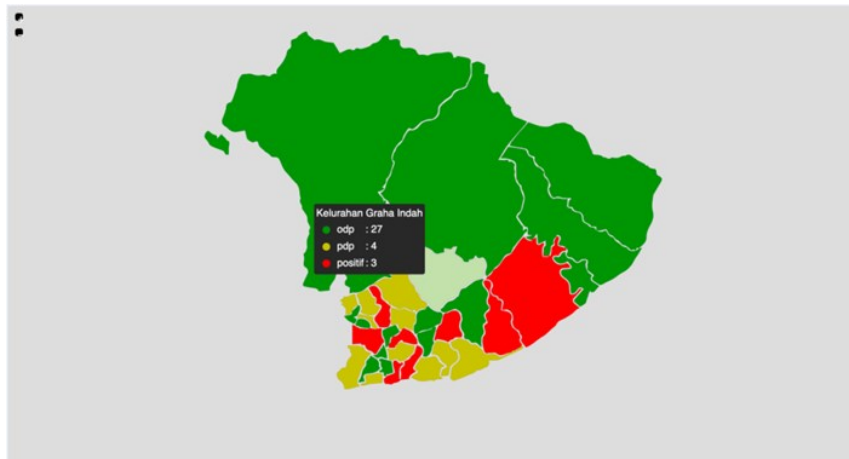 Kelurahan Graha Indah
odp : 27
pdp : 4
positif : 3